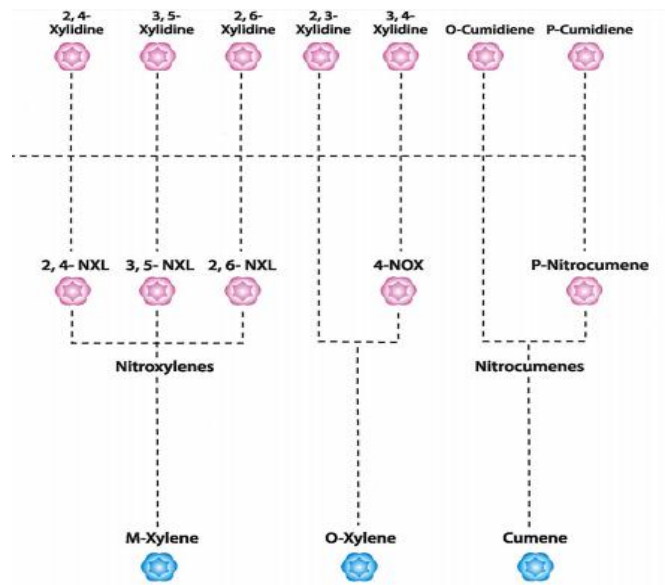 2, 4-
Xylidine
3, 5-
Xylidine
2, 6-
Xylidine
2, 3-
Xylidine
3, 4-
Xylidine
O-Cumidiene
P-Cumidiene
2, 4- NXL
3, 5- NXL
2, 6- NXL
4-NOX
P-Nitrocumene
Nitroxylenes
Nitrocumenes
M-Xylene
O-Xylene
Cumene